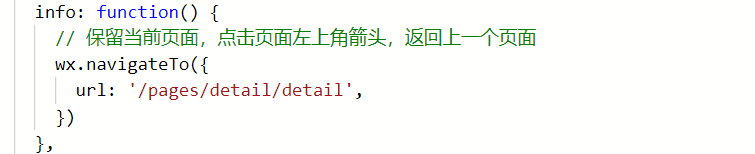 info: function() {
// 保留当前页面，点击页面左上角箭头，返回上一个页面
wx.navigateTo({
url: '/pages/detail/detail',
})
},